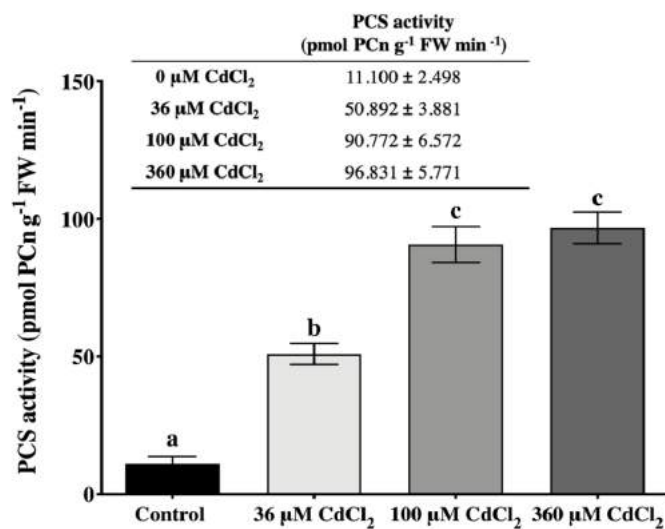 PCS activity
(pmol PCn g⁻¹ FW min⁻¹)
0 µM CdCl₂ 11.100 ± 2.498
36 µM CdCl₂ 50.892 ± 3.881
100 µM CdCl₂ 90.772 ± 6.572
360 µM CdCl₂ 96.831 ± 5.771
PCS activity (pmol PCn g⁻¹ FW min⁻¹)
150
100
50
0
a
b
c
c
Control 36 µM CdCl₂ 100 µM CdCl₂ 360 µM CdCl₂